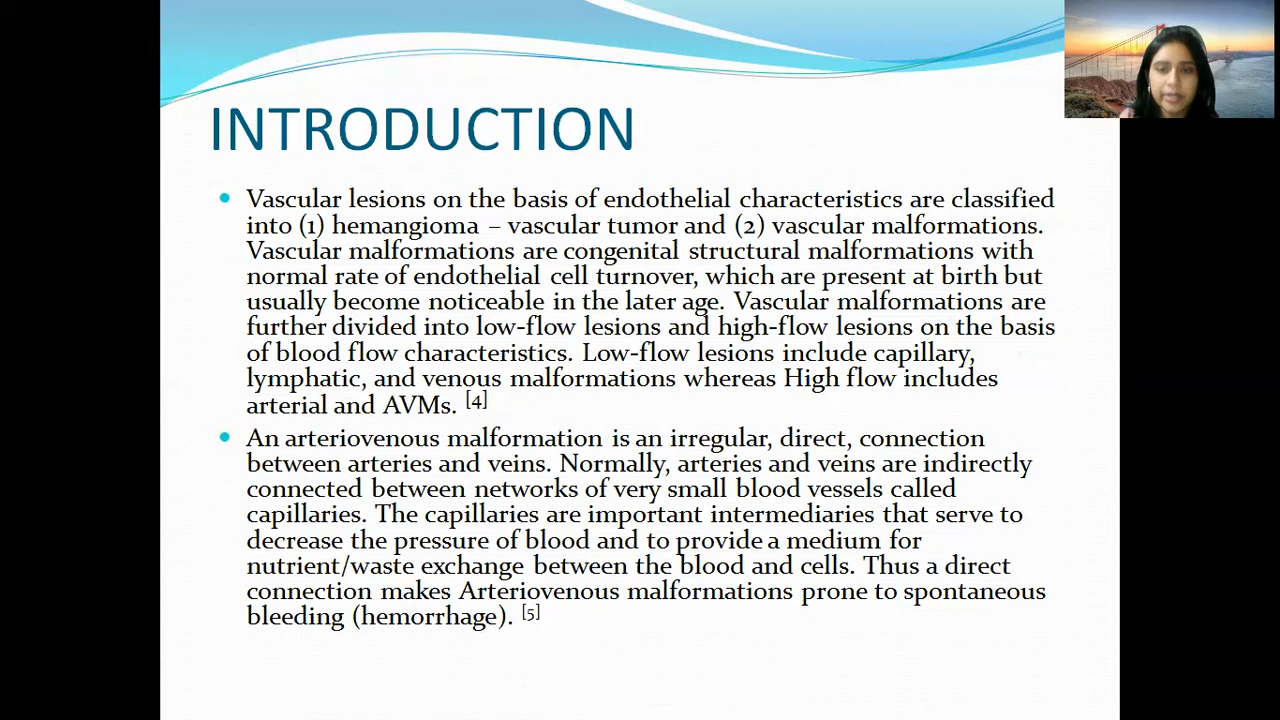 INTRODUCTION
Vascular lesions on the basis of endothelial characteristics are classified
into (1) hemangioma – vascular tumor and (2) vascular malformations.
Vascular malformations are congenital structural malformations with
normal rate of endothelial cell turnover, which are present at birth but
usually become noticeable in the later age. Vascular malformations are
further divided into low-flow lesions and high-flow lesions on the basis
of blood flow characteristics. Low-flow lesions include capillary,
lymphatic, and venous malformations whereas High flow includes
arterial and AVMs. [4]
An arteriovenous malformation is an irregular, direct, connection
between arteries and veins. Normally, arteries and veins are indirectly
connected between networks of very small blood vessels called
capillaries. The capillaries are important intermediaries that serve to
decrease the pressure of blood and to provide a medium for
nutrient/waste exchange between the blood and cells. Thus a direct
connection makes Arteriovenous malformations prone to spontaneous
bleeding (hemorrhage). [5]